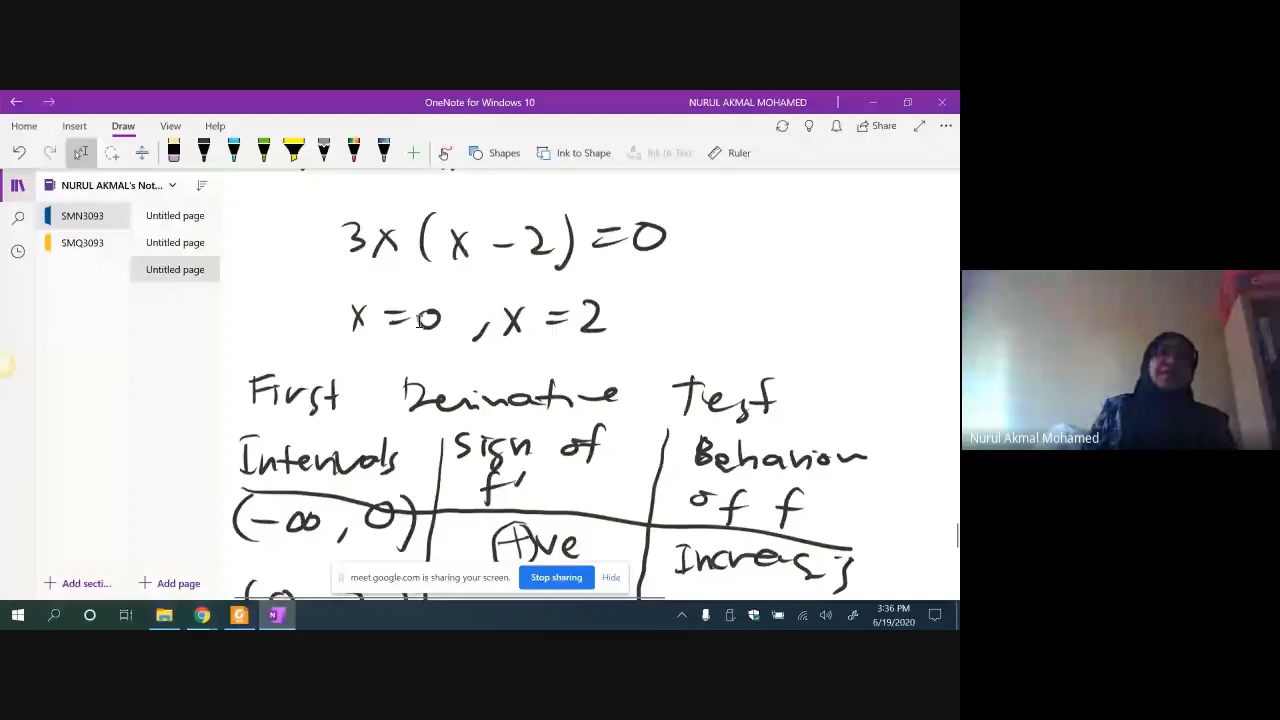 OneNote for Windows 10
NURUL AKMAL MOHAMED
Home Insert Draw View Help
Share
Shapes Ink to Shape Ink to Text Ruler
NURUL AKMAL's Not...
SMN3093 Untitled page
SMQ3093 Untitled page
Untitled page
3x(x-2)=0
x=0, x=2
First Derivative Test
Intervals Sign of f' Behavior of f
(-∞, 0) (+)ve Increasing
meet.google.com is sharing your screen. Stop sharing Hide
Add secti... Add page
3:36 PM
6/19/2020
Nurul Akmal Mohamed